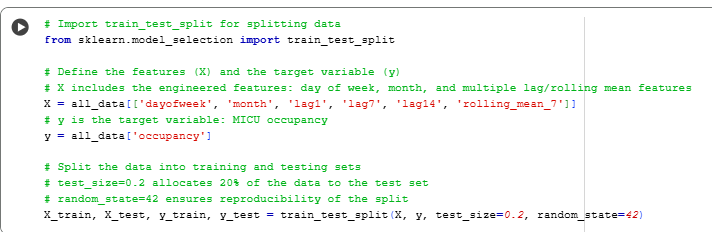 # Import train_test_split for splitting data
from sklearn.model_selection import train_test_split
# Define the features (X) and the target variable (y)
# X includes the engineered features: day of week, month, and multiple lag/rolling mean features
X = all_data[['dayofweek', 'month', 'lag1', 'lag7', 'lag14', 'rolling_mean_7']]
# y is the target variable: MICU occupancy
y = all_data['occupancy']
# Split the data into training and testing sets
# test_size=0.2 allocates 20% of the data to the test set
# random_state=42 ensures reproducibility of the split
X_train, X_test, y_train, y_test = train_test_split(X, y, test_size=0.2, random_state=42)